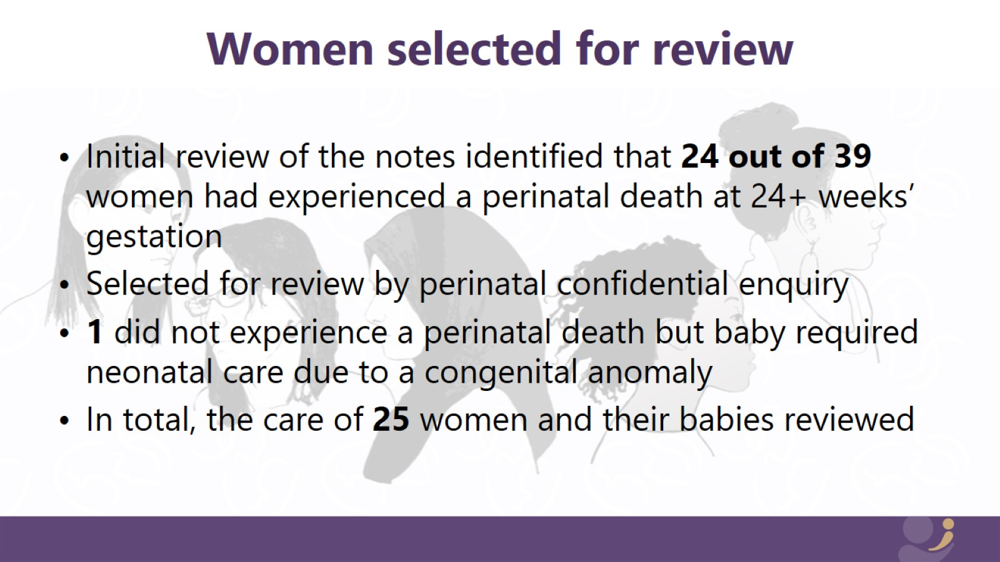 Women selected for review
• Initial review of the notes identified that 24 out of 39
women had experienced a perinatal death at 24+ weeks’
gestation
• Selected for review by perinatal confidential enquiry
• 1 did not experience a perinatal death but baby required
neonatal care due to a congenital anomaly
• In total, the care of 25 women and their babies reviewed